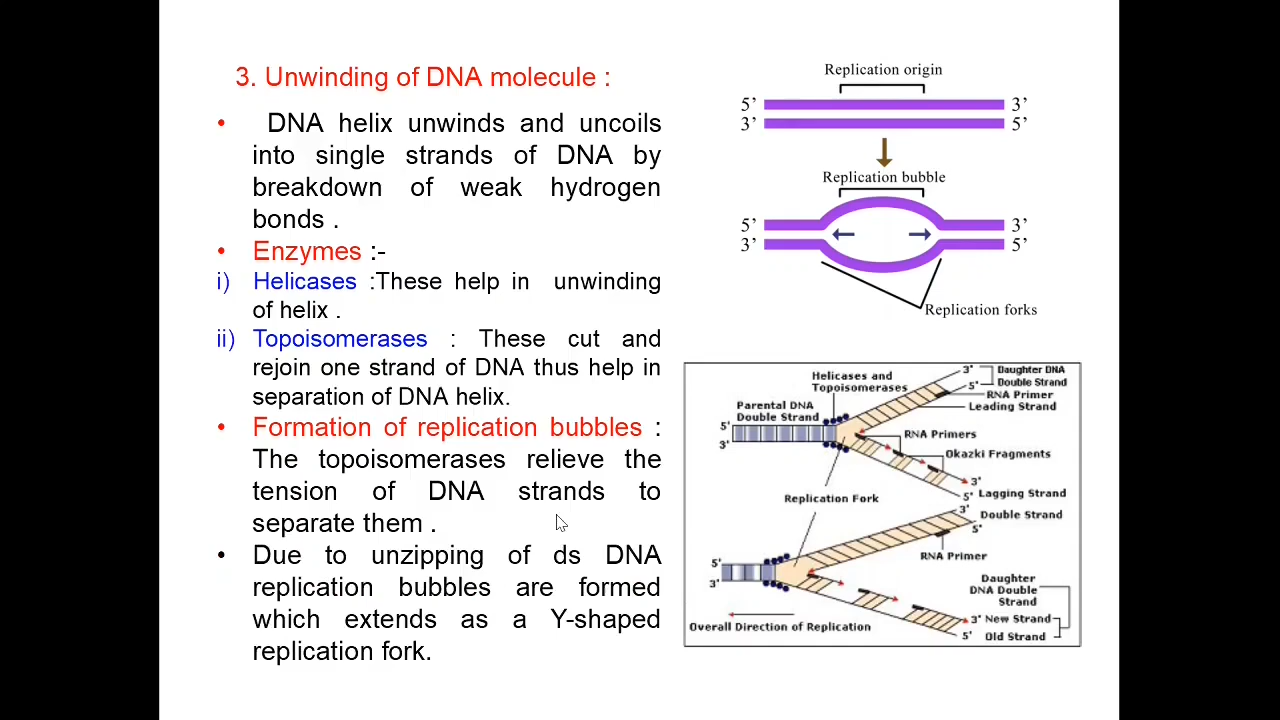 3. Unwinding of DNA molecule :
• DNA helix unwinds and uncoils
into single strands of DNA by
breakdown of weak hydrogen
bonds .
• Enzymes :-
i) Helicases :These help in unwinding
of helix .
ii) Topoisomerases : These cut and
rejoin one strand of DNA thus help in
separation of DNA helix.
• Formation of replication bubbles :
The topoisomerases relieve the
tension of DNA strands to
separate them .
• Due to unzipping of ds DNA
replication bubbles are formed
which extends as a Y-shaped
replication fork.
Replication origin
5’ 3’
3’ 5’
Replication bubble
5’ 3’
3’ 5’
Replication forks
Helicases and
Topoisomerases
3' Daughter DNA
5' Double Strand
RNA Primer
Leading Strand
Parental DNA
Double Strand
5'
3'
RNA Primers
Okazki Fragments
3'
5' Lagging Strand
Replication Fork
3'
Double Strand
5'
RNA Primer
5'
3'
Daughter
DNA Double
Strand
3' New Strand
5' Old Strand
Overall Direction of Replication